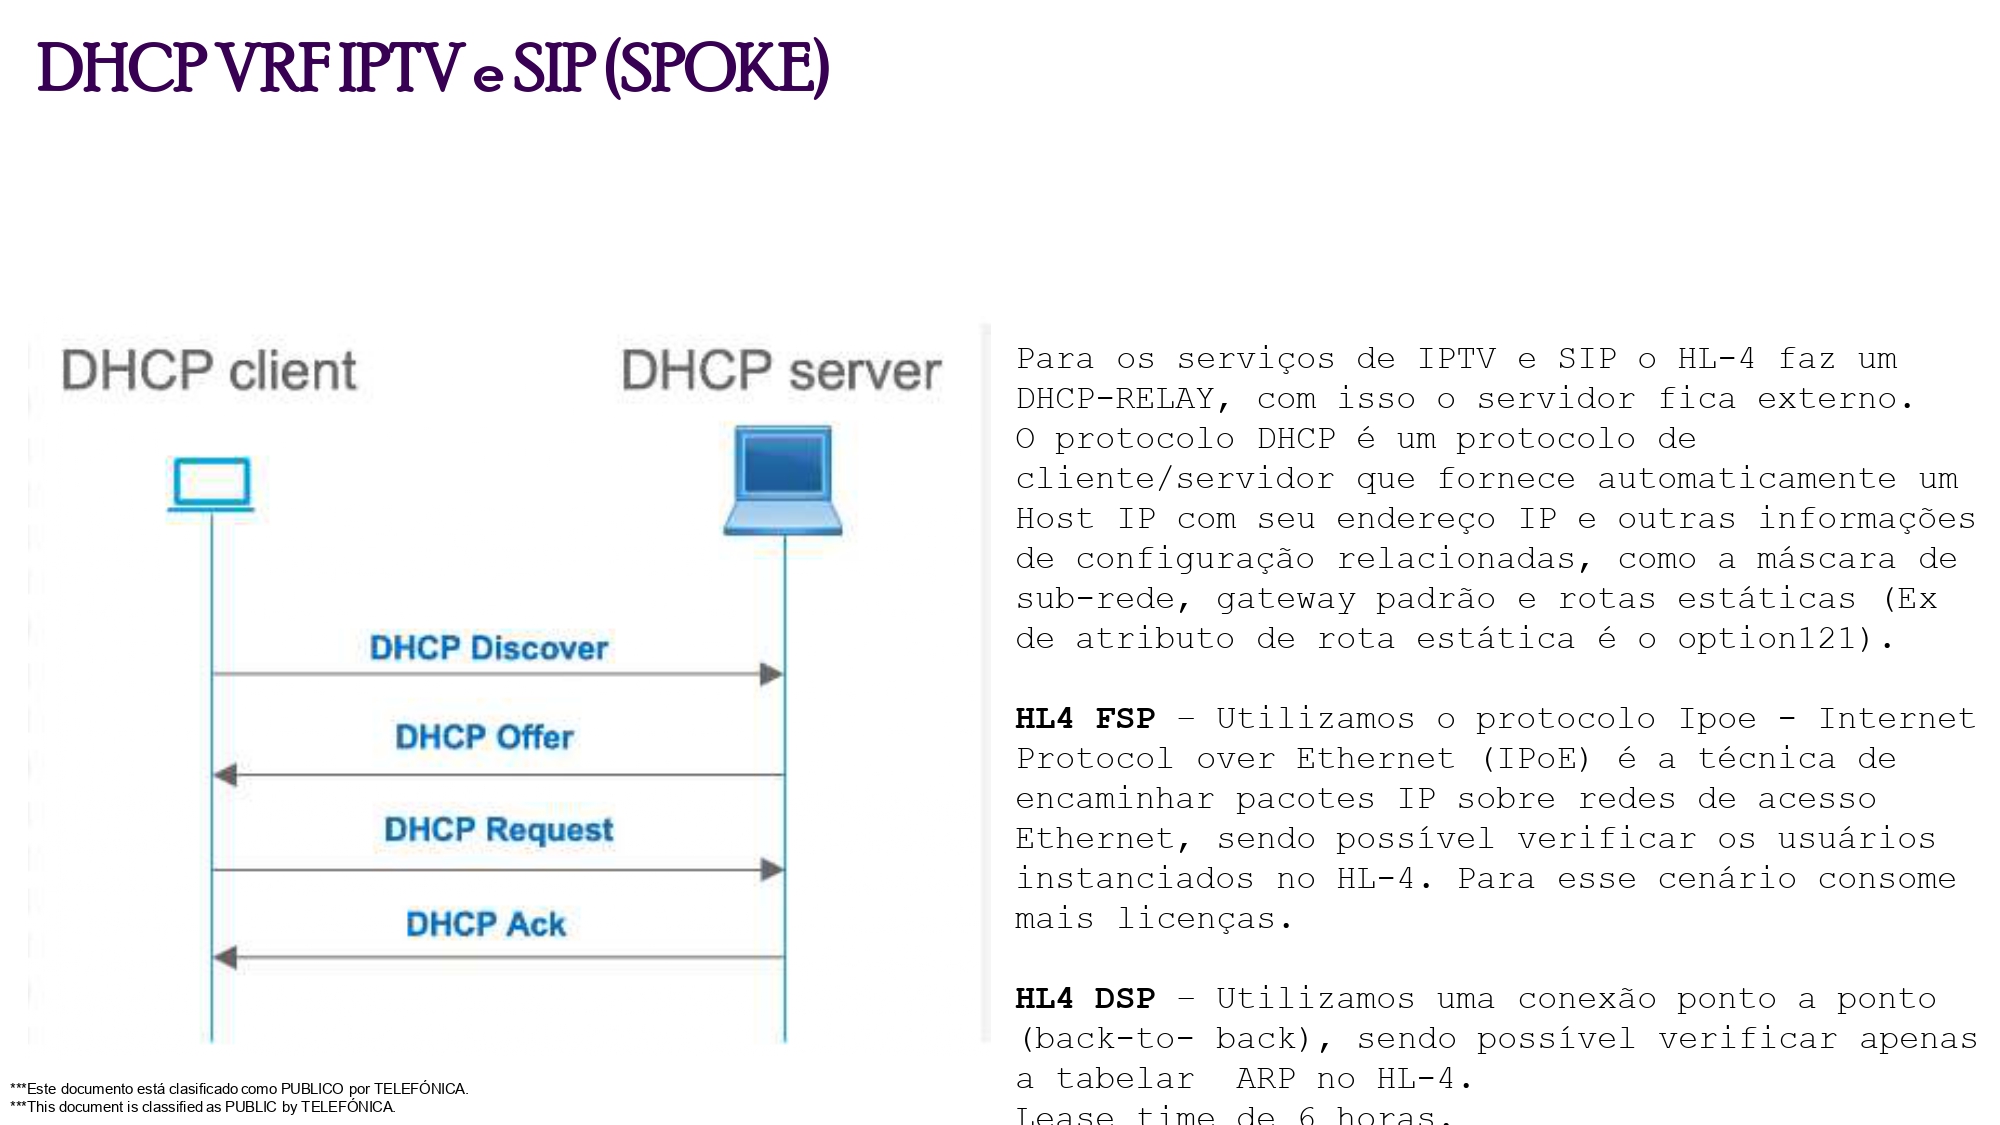 DHCP VRF IPTV e SIP (SPOKE)
DHCP client
DHCP server
DHCP Discover
DHCP Offer
DHCP Request
DHCP Ack
Para os serviços de IPTV e SIP o HL-4 faz um
DHCP-RELAY, com isso o servidor fica externo.
O protocolo DHCP é um protocolo de
cliente/servidor que fornece automaticamente um
Host IP com seu endereço IP e outras informações
de configuração relacionadas, como a máscara de
sub-rede, gateway padrão e rotas estáticas (Ex
de atributo de rota estática é o option121).
HL4 FSP – Utilizamos o protocolo Ipoe - Internet
Protocol over Ethernet (IPoE) é a técnica de
encaminhar pacotes IP sobre redes de acesso
Ethernet, sendo possível verificar os usuários
instanciados no HL-4. Para esse cenário consome
mais licenças.
HL4 DSP – Utilizamos uma conexão ponto a ponto
(back-to- back), sendo possível verificar apenas
a tabelar  ARP no HL-4.
Lease time de 6 horas.
***Este documento está clasificado como PUBLICO por TELEFÓNICA.
***This document is classified as PUBLIC by TELEFÓNICA.